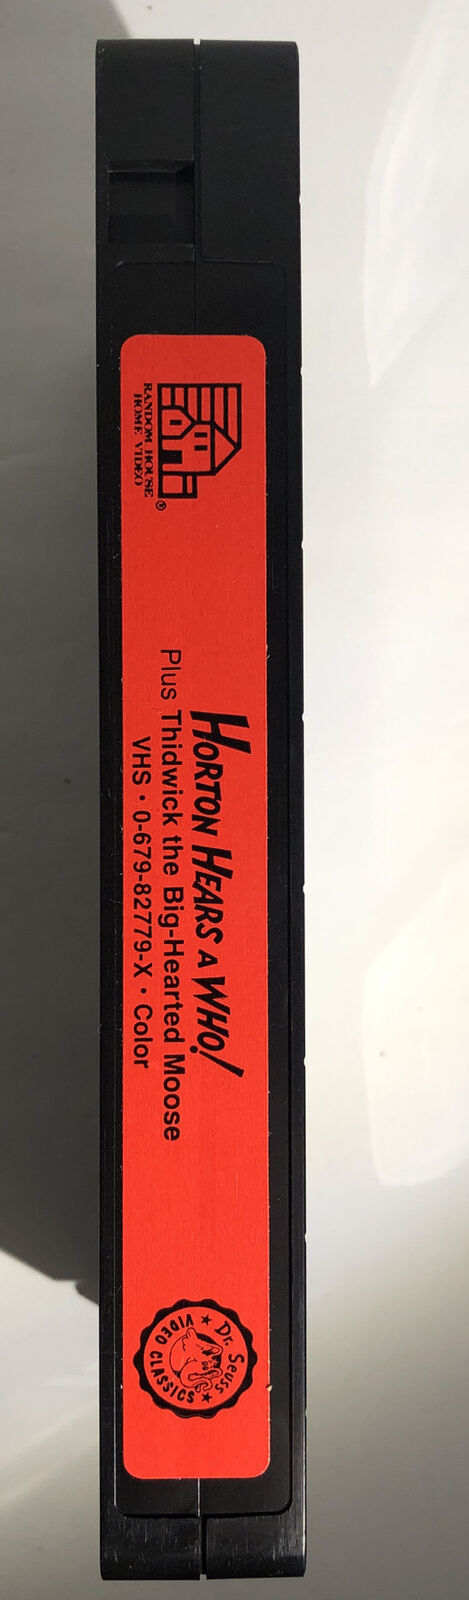 RANDOM HOUSE
HOME VIDEO®
HORTON HEARS A WHO!
Plus Thidwick the Big-Hearted Moose
VHS • 0-679-82779-X • Color
Dr. Seuss
VIDEO CLASSICS